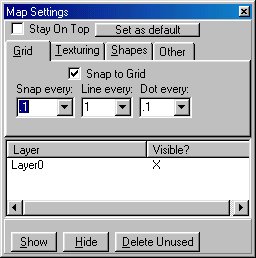 Map Settings
Stay On Top Set as default
Grid Texturing Shapes Other
Snap to Grid
Snap every: Line every: Dot every:
.1 1 .1
Layer Visible?
Layer0 X
Show Hide Delete Unused